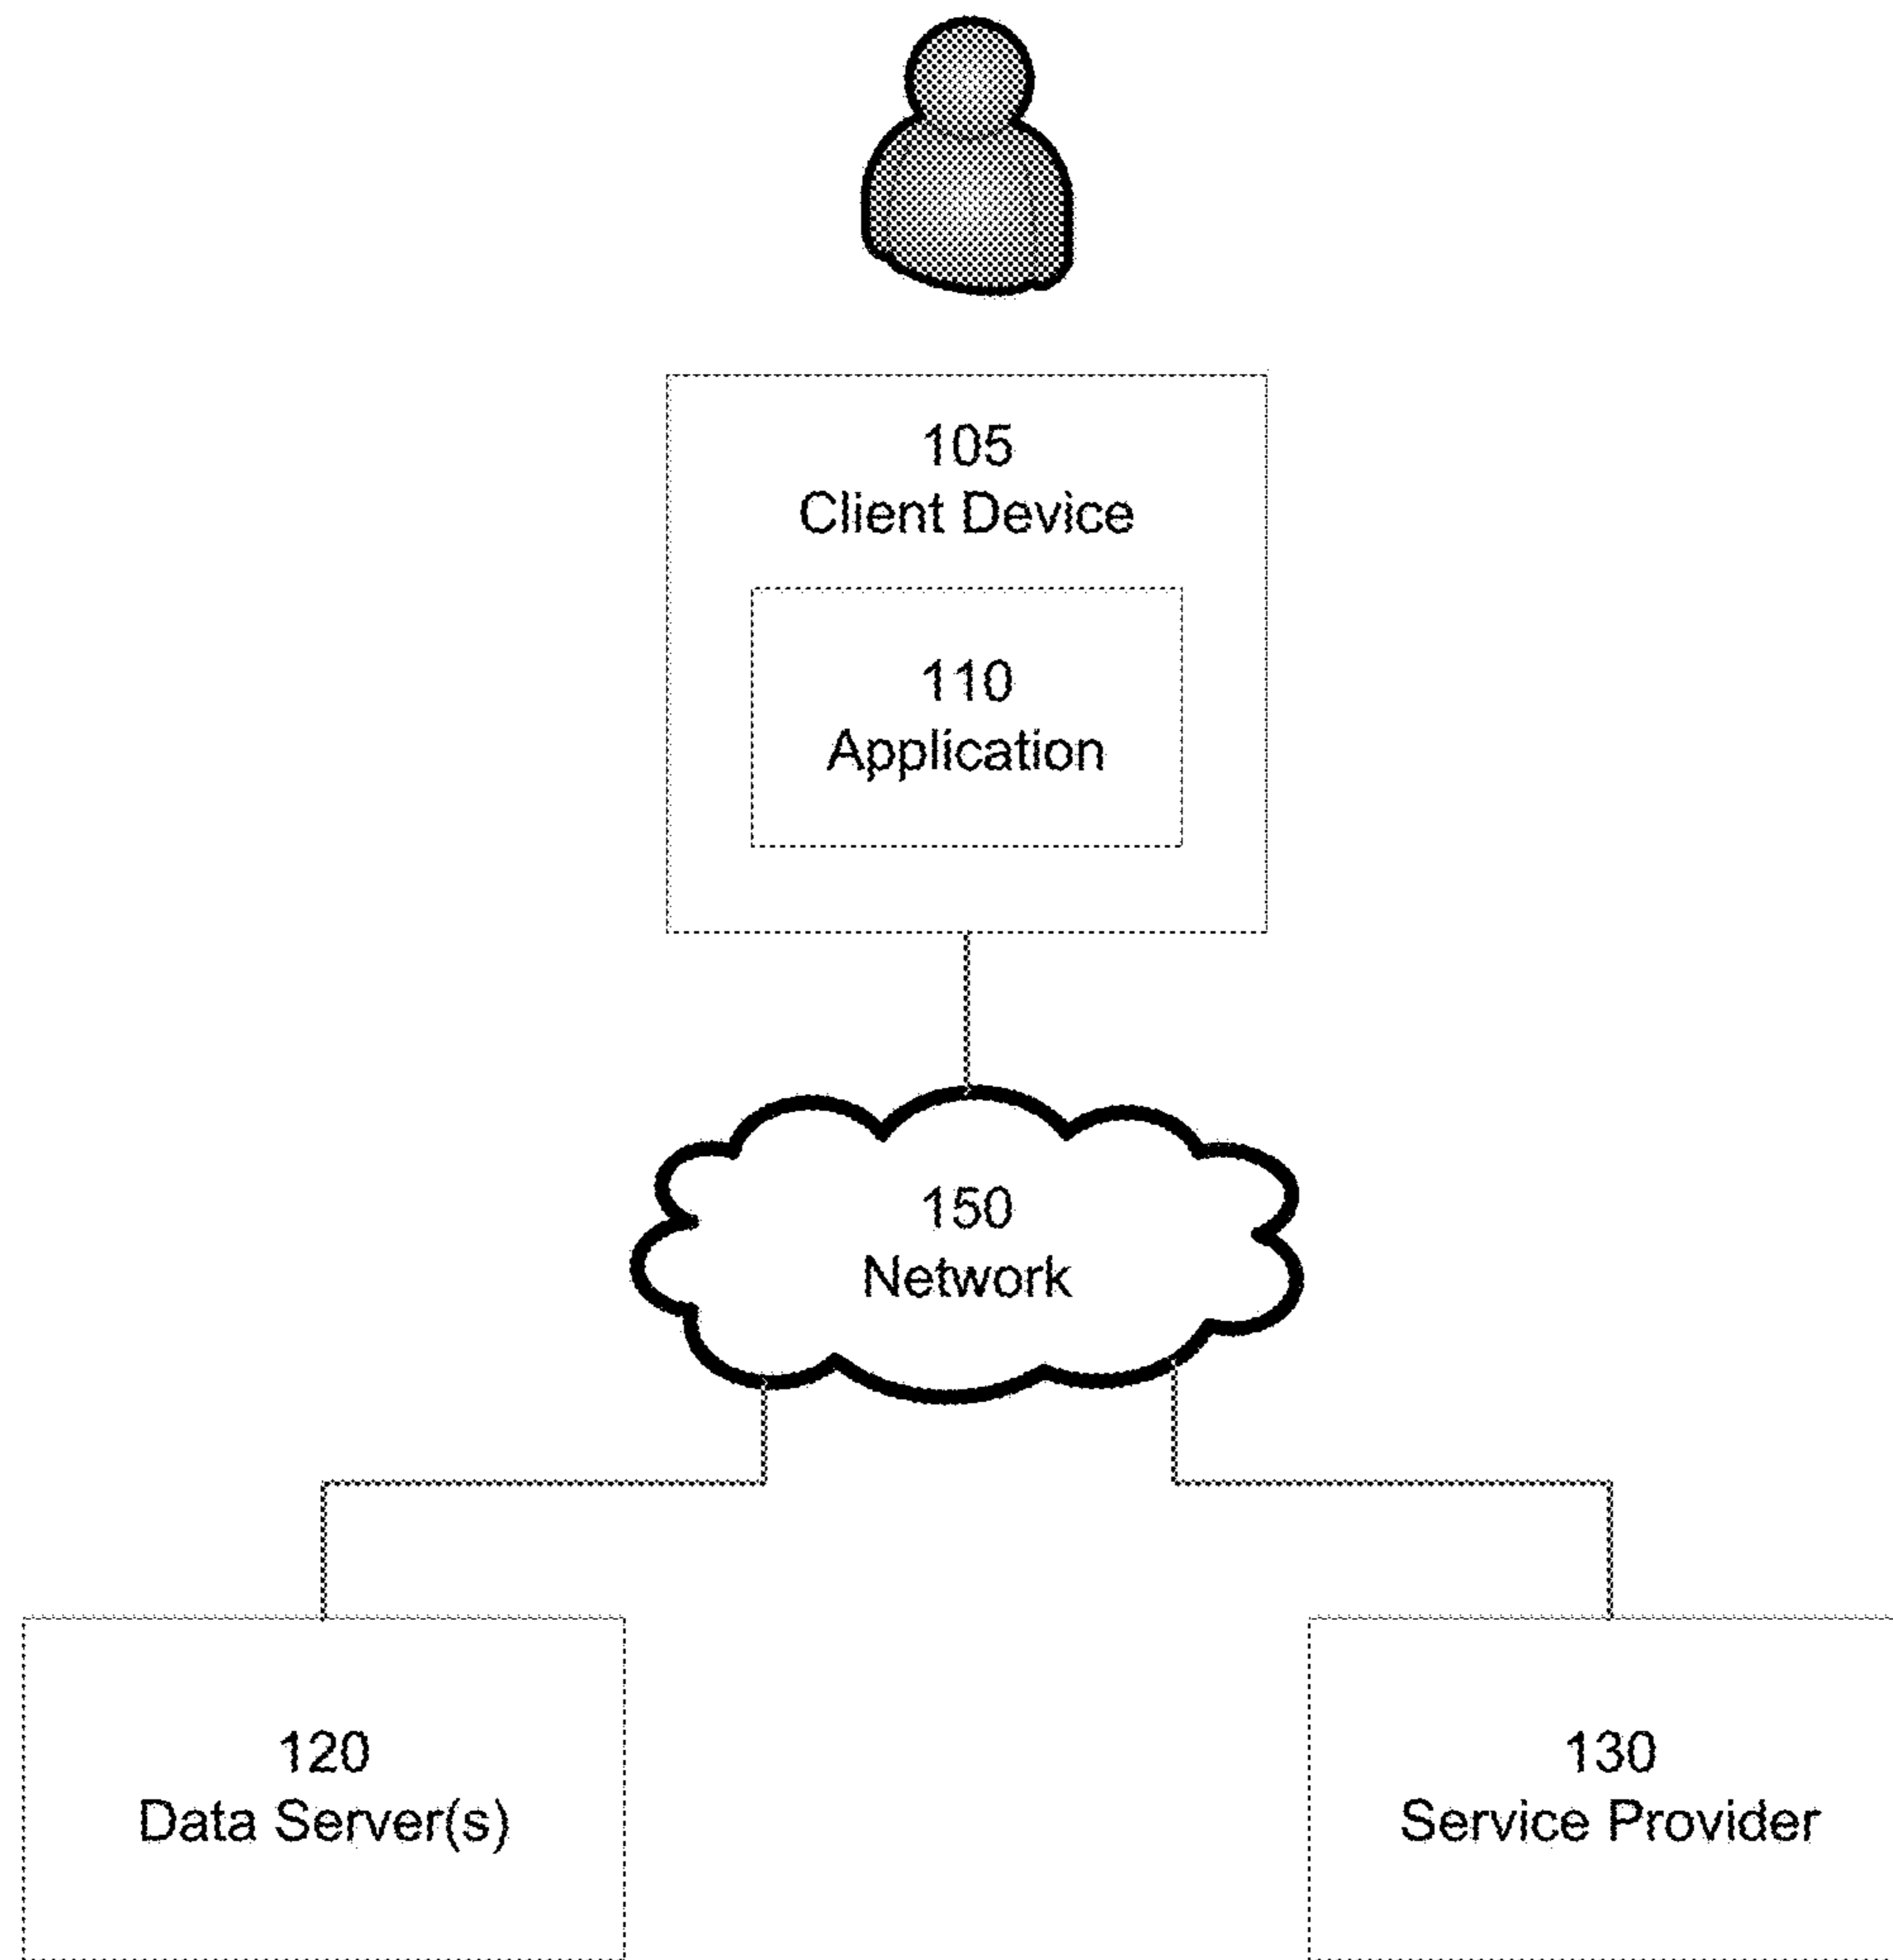 105
Client Device
110
Application
150
Network
120
Data Server(s)
130
Service Provider